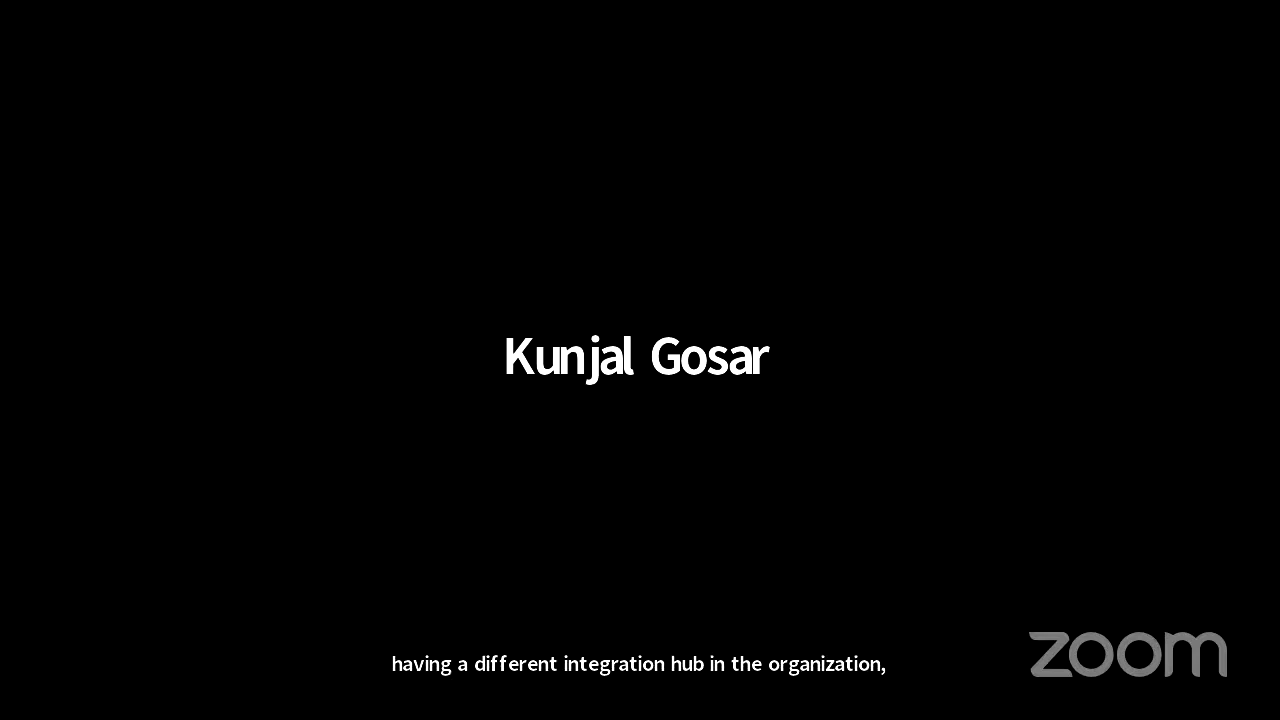 Kunjal Gosar
having a different integration hub in the organization,
zoom